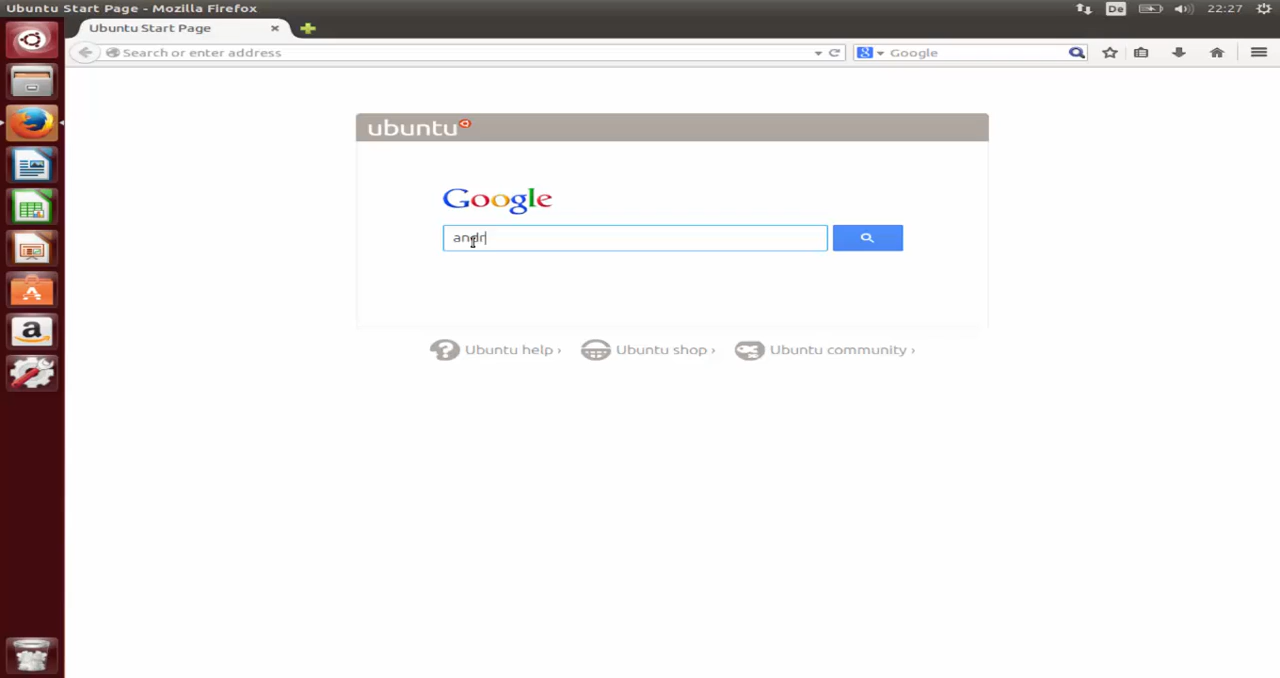 Ubuntu Start Page - Mozilla Firefox
De
22:27
Ubuntu Start Page
Search or enter address
Google
ubuntu
Google
andr
Ubuntu help ›
Ubuntu shop ›
Ubuntu community ›